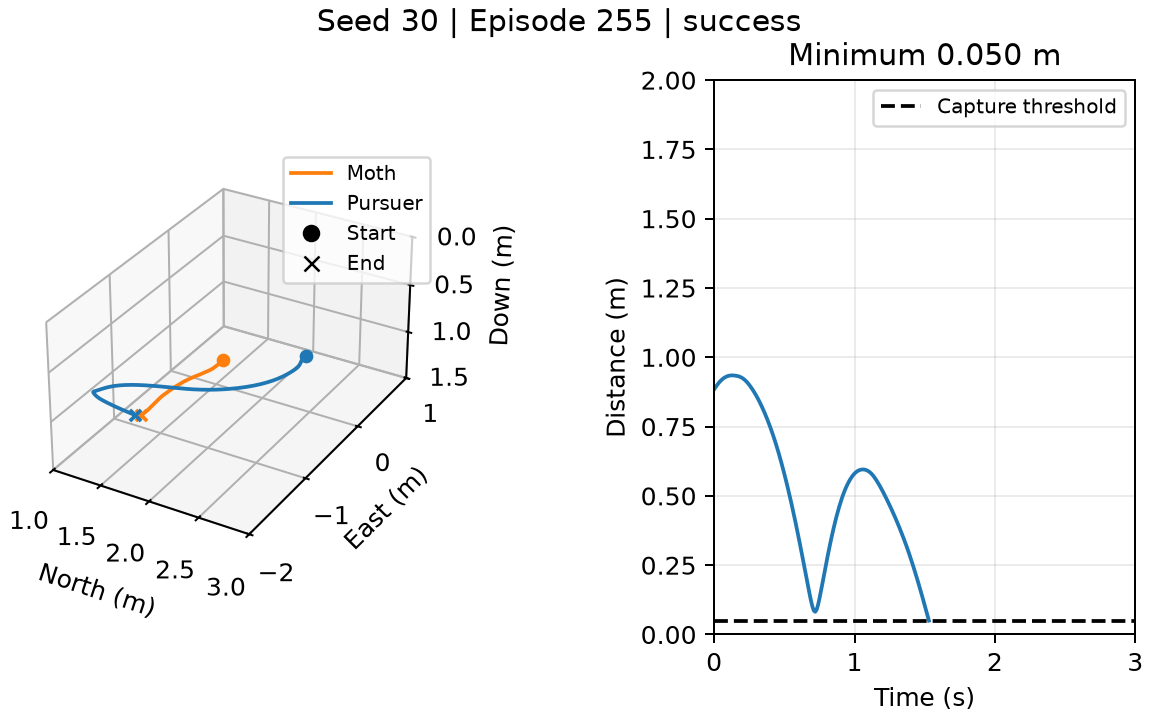 Seed 30 | Episode 255 | success
Moth
Pursuer
Start
End
0.0
0.5
1.0
1.5
Down (m)
1
0
−1
−2
East (m)
1.0
1.5
2.0
2.5
3.0
North (m)
Minimum 0.050 m
Capture threshold
2.00
1.75
1.50
1.25
1.00
0.75
0.50
0.25
0.00
Distance (m)
0
1
2
3
Time (s)